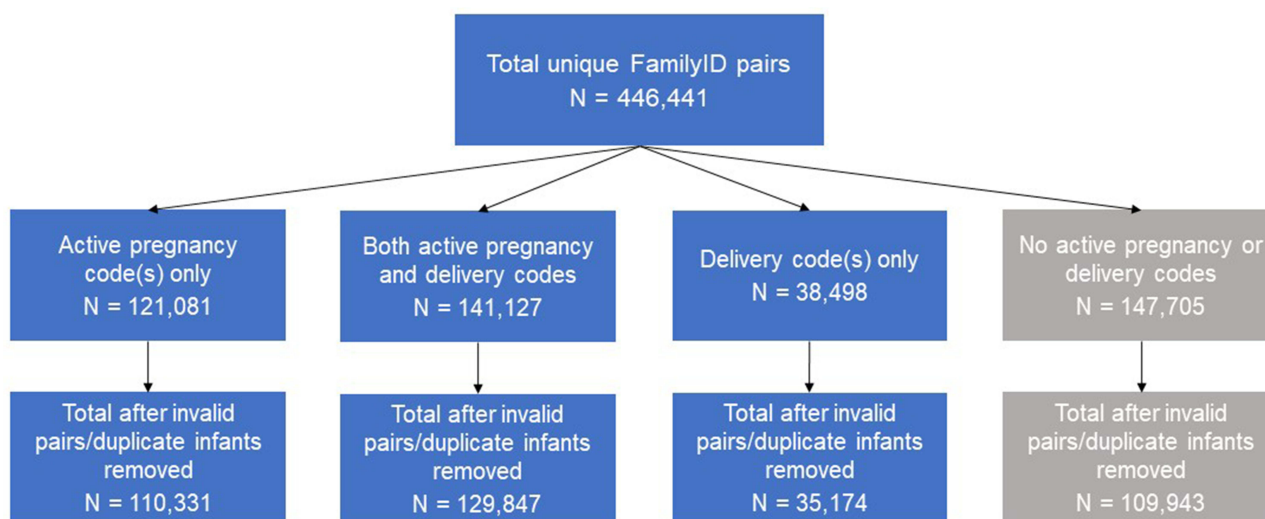 Total unique FamilyID pairs
N = 446,441
Active pregnancy
code(s) only
N = 121,081
Both active pregnancy
and delivery codes
N = 141,127
Delivery code(s) only
N = 38,498
No active pregnancy or
delivery codes
N = 147,705
Total after invalid
pairs/duplicate infants
removed
N = 110,331
Total after invalid
pairs/duplicate infants
removed
N = 129,847
Total after invalid
pairs/duplicate infants
removed
N = 35,174
Total after invalid
pairs/duplicate infants
removed
N = 109,943